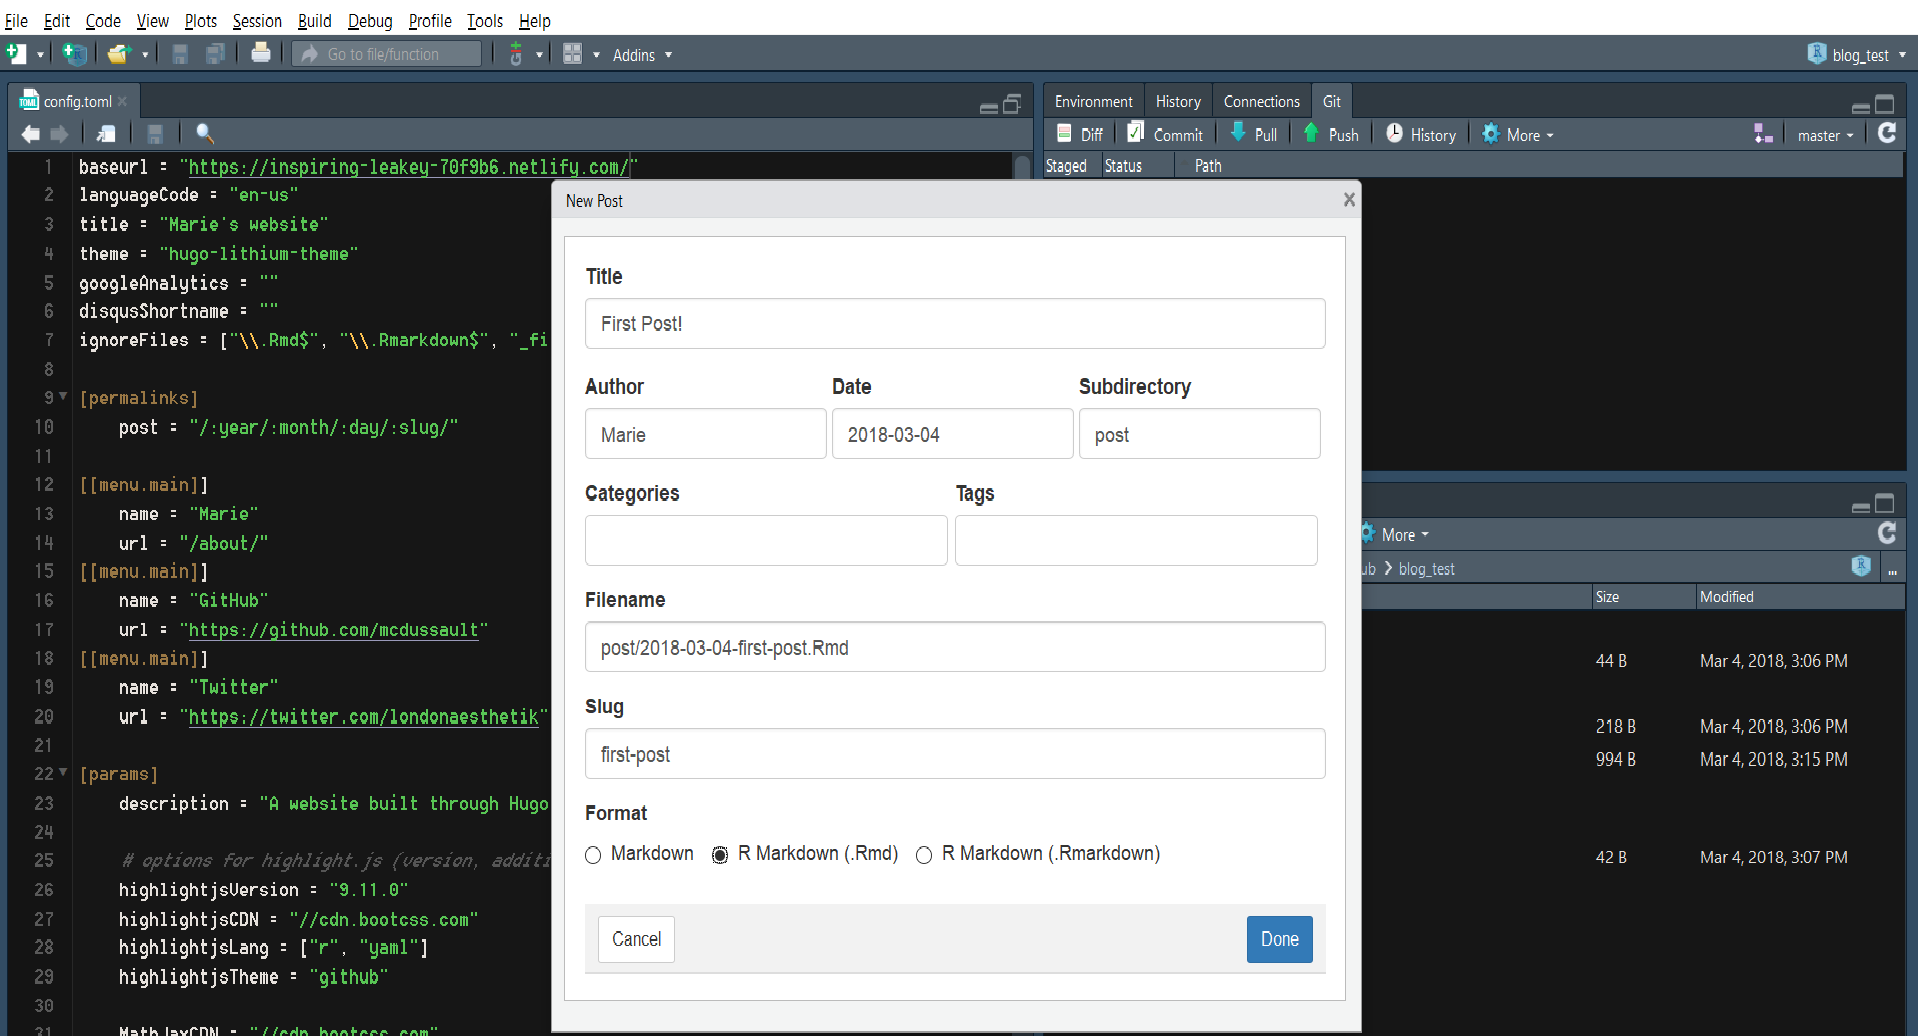 File Edit Code View Plots Session Build Debug Profile Tools Help
Go to file/function Addins blog_test
config.toml
1 baseurl = "https://inspiring-leakey-70f9b6.netlify.com/"
2 languageCode = "en-us"
3 title = "Marie's website"
4 theme = "hugo-lithium-theme"
5 googleAnalytics = ""
6 disqusShortname = ""
7 ignoreFiles = ["\\.Rmd$", "\\.Rmarkdown$", "_fi
8
9 [permalinks]
10 post = "/:year/:month/:day/:slug/"
11
12 [[menu.main]]
13 name = "Marie"
14 url = "/about/"
15 [[menu.main]]
16 name = "GitHub"
17 url = "https://github.com/mcdussault"
18 [[menu.main]]
19 name = "Twitter"
20 url = "https://twitter.com/londonaesthetik"
21
22 [params]
23 description = "A website built through Hugo
24
25 # options for highlight.js (version, additi
26 highlightjsVersion = "9.11.0"
27 highlightjsCDN = "//cdn.bootcss.com"
28 highlightjsLang = ["r", "yaml"]
29 highlightjsTheme = "github"
30
31 MathJaxCDN = "//cdn.bootcss.com"
Environment History Connections Git
Diff Commit Pull Push History More master
Staged Status Path
New Post
Title
First Post!
Author Date Subdirectory
Marie 2018-03-04 post
Categories Tags
Filename
post/2018-03-04-first-post.Rmd
Slug
first-post
Format
Markdown R Markdown (.Rmd) R Markdown (.Rmarkdown)
Cancel Done
More
ub blog_test ...
Size Modified
44 B Mar 4, 2018, 3:06 PM
218 B Mar 4, 2018, 3:06 PM
994 B Mar 4, 2018, 3:15 PM
42 B Mar 4, 2018, 3:07 PM